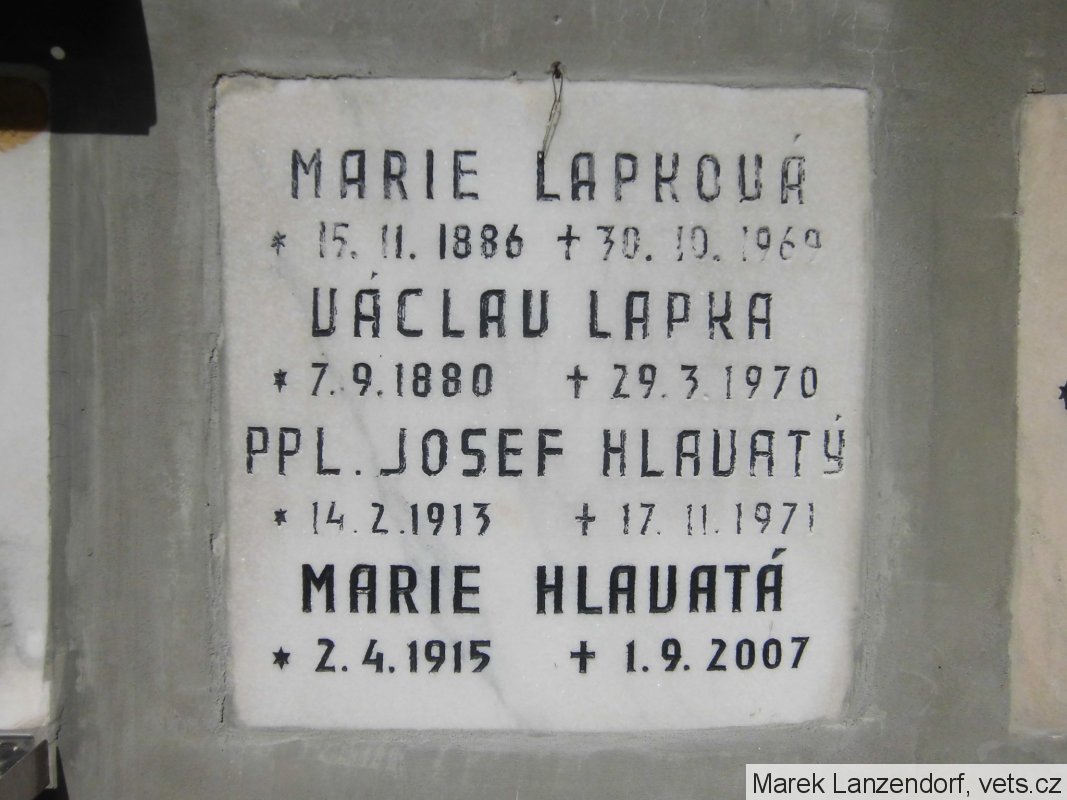 MARIE LAPKOVÁ
* 15. 11. 1886 † 30. 10. 1969
VÁCLAV LAPKA
* 7. 9. 1880 † 29. 3. 1970
PPL. JOSEF HLAVATÝ
* 14. 2. 1913 † 17. 11. 1971
MARIE HLAVATÁ
* 2. 4. 1915 † 1. 9. 2007
Marek Lanzendorf, vets.cz